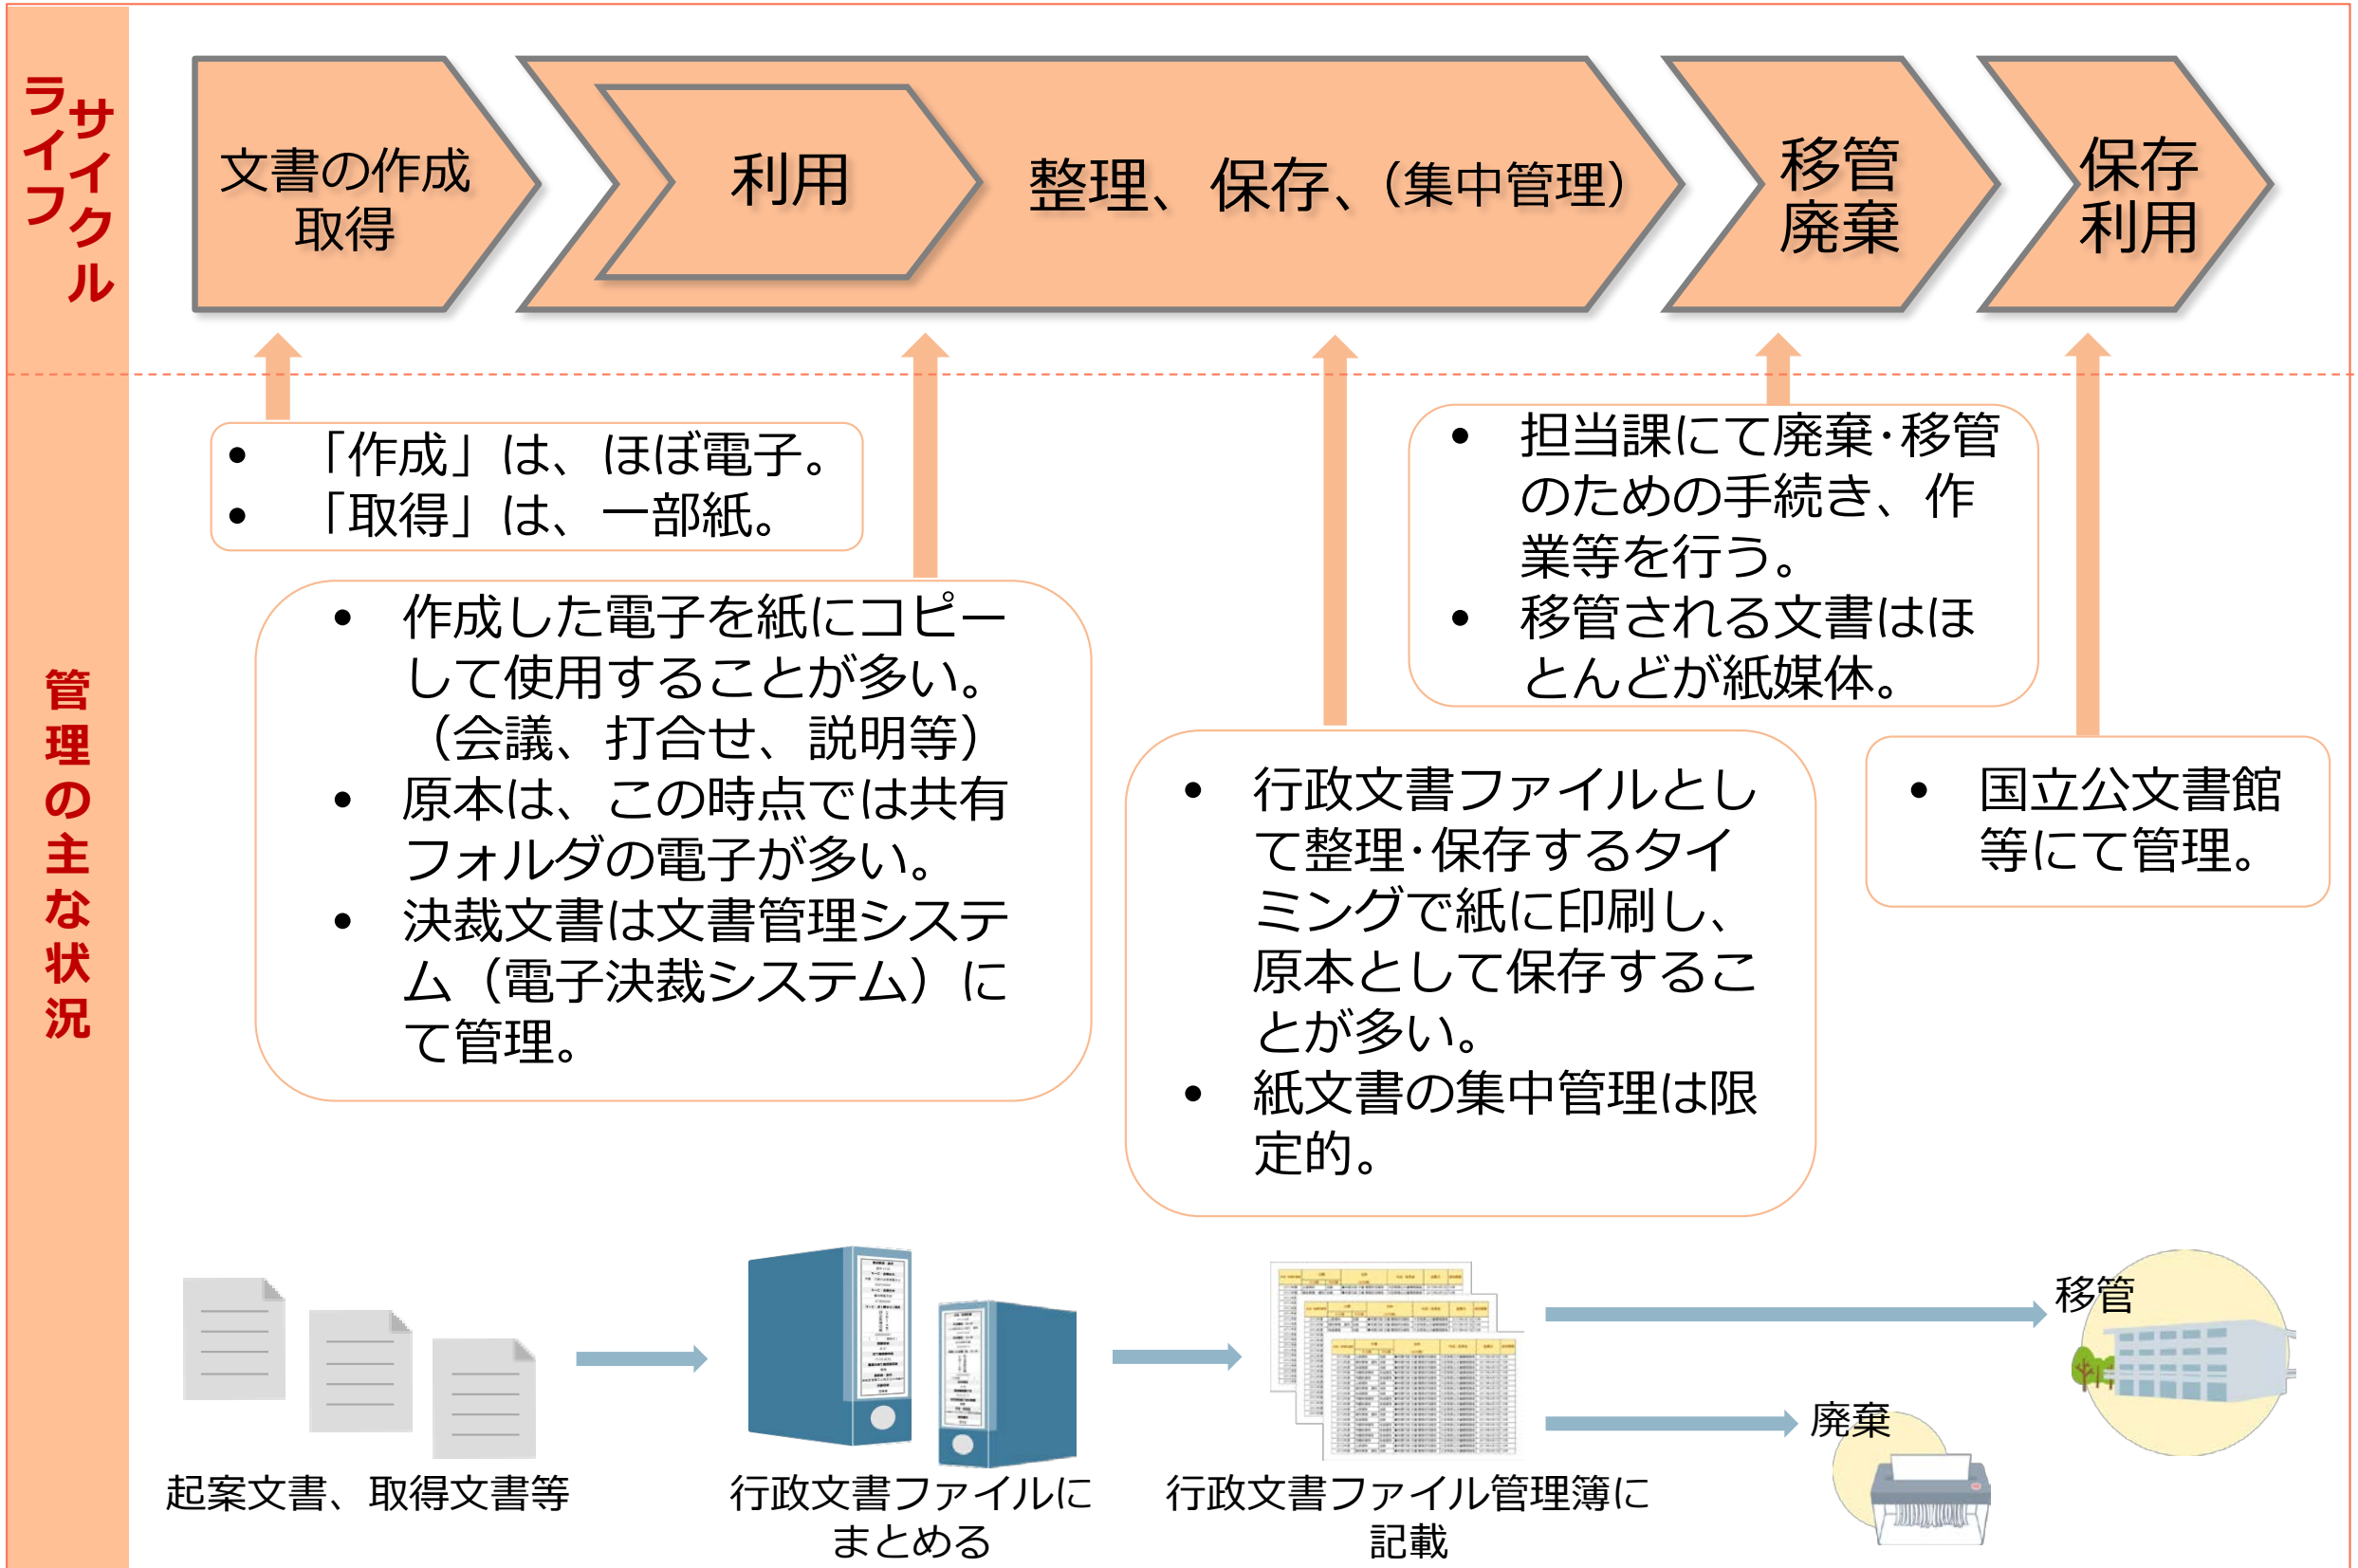 ライフ
サイクル
文書の作成
取得
利用
整理、保存、（集中管理）
移管
廃棄
保存
利用
管理の主な状況
• 「作成」は、ほぼ電子。
• 「取得」は、一部紙。
• 作成した電子を紙にコピー
して使用することが多い。
（会議、打合せ、説明等）
• 原本は、この時点では共有
フォルダの電子が多い。
• 決裁文書は文書管理システ
ム（電子決裁システム）に
て管理。
• 行政文書ファイルとし
て整理・保存するタイ
ミングで紙に印刷し、
原本として保存するこ
とが多い。
• 紙文書の集中管理は限
定的。
• 担当課にて廃棄・移管
のための手続き、作
業等を行う。
• 移管される文書はほ
とんどが紙媒体。
• 国立公文書館
等にて管理。
起案文書、取得文書等
行政文書ファイルに
まとめる
行政文書ファイル管理簿に
記載
移管
廃棄